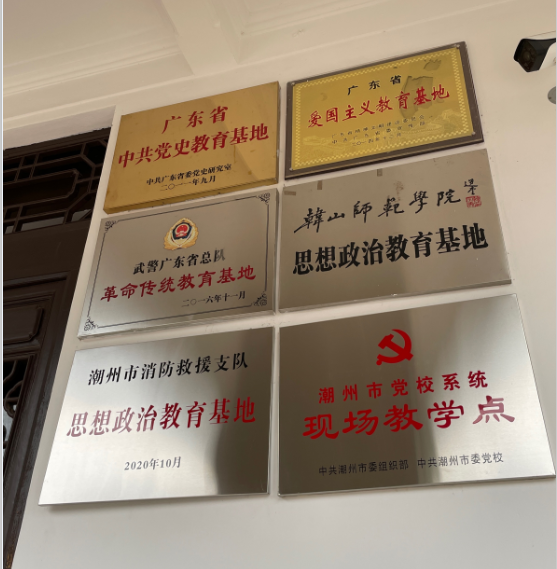 广东省
中共党史教育基地
中共广东省委党史研究室
二〇一一年九月
广东省
爱国主义教育基地
武警广东省总队
革命传统教育基地
二〇一六年十一月
韓山師範學院
思想政治教育基地
潮州市消防救援支队
思想政治教育基地
2020年10月
潮州市党校系统
现场教学点
中共潮州市委组织部 中共潮州市委党校